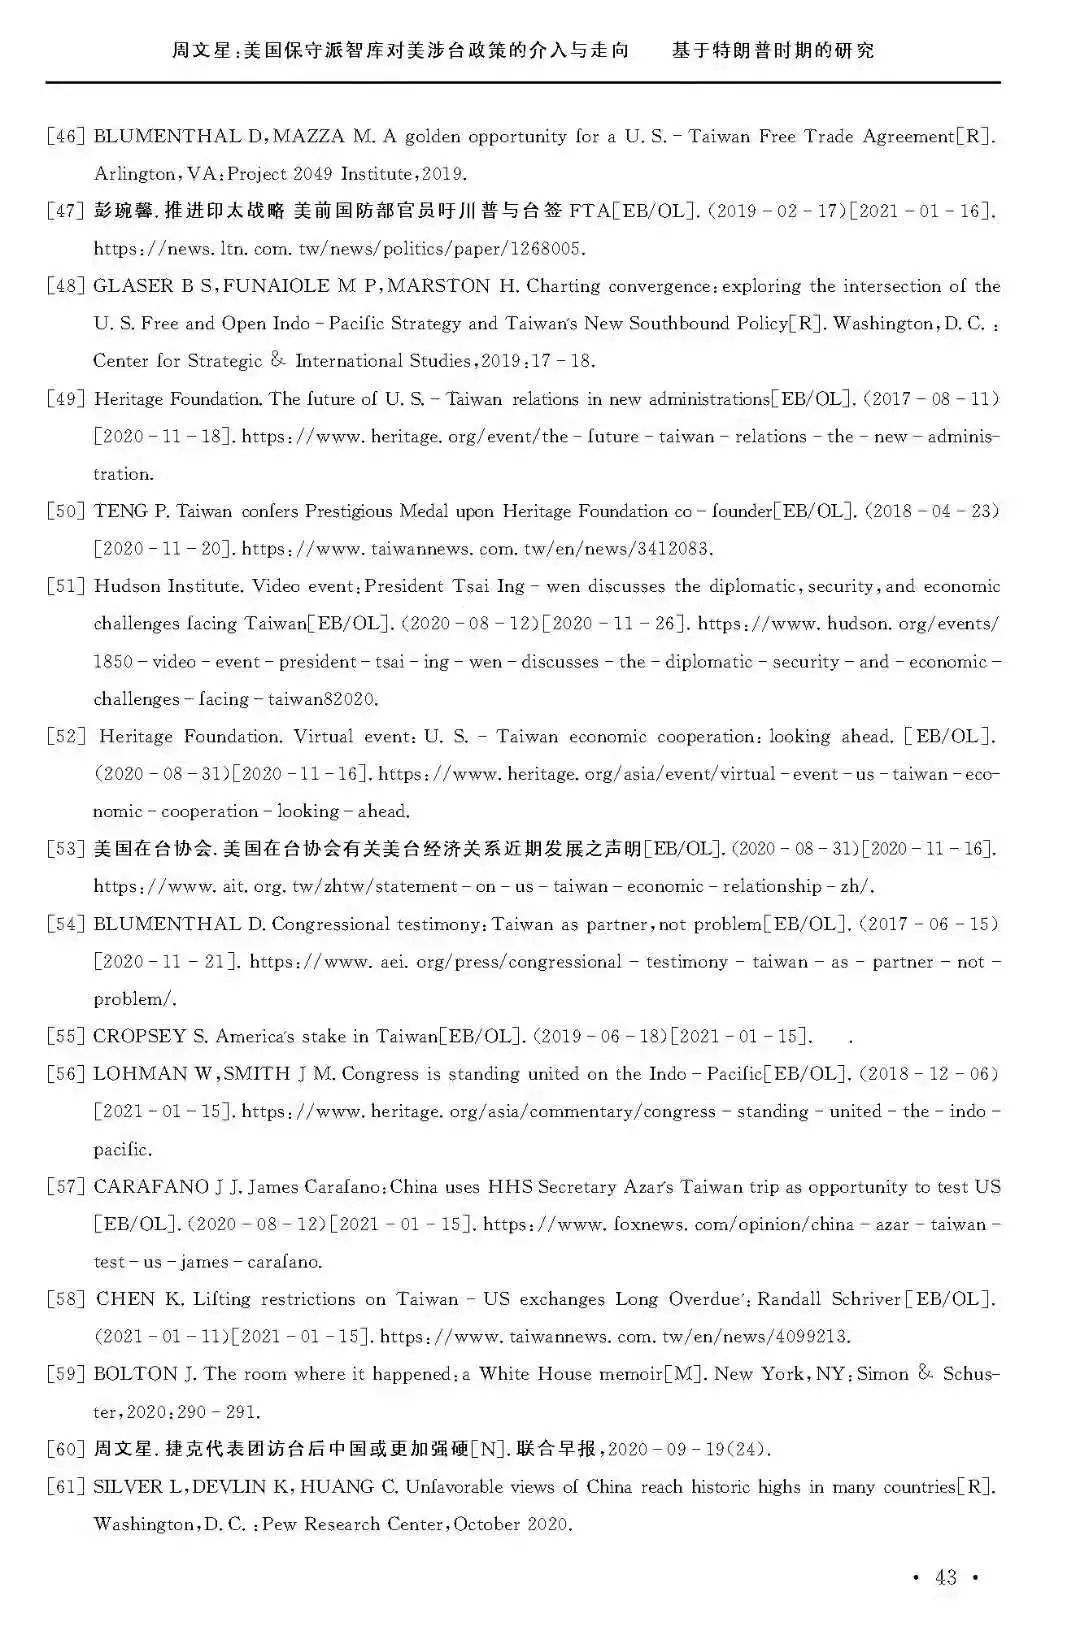 周文星:美国保守派智库对美涉台政策的介入与走向 基于特朗普时期的研究
[46] BLUMENTHAL D,MAZZA M. A golden opportunity for a U. S. - Taiwan Free Trade Agreement[R].
Arlington,VA:Project 2049 Institute,2019.
[47] 彭琬馨. 推进印太战略 美前国防部官员吁川普与台签 FTA[EB/OL]. (2019-02-17)[2021-01-16].
https://news. ltn. com. tw/news/politics/paper/1268005.
[48] GLASER B S,FUNAIOLE M P,MARSTON H. Charting convergence:exploring the intersection of the
U. S. Free and Open Indo-Pacific Strategy and Taiwan's New Southbound Policy[R]. Washington,D. C. :
Center for Strategic & International Studies,2019:17-18.
[49] Heritage Foundation. The future of U. S. - Taiwan relations in new administrations[EB/OL]. (2017-08-11)
[2020-11-18]. https://www. heritage. org/event/the-future-taiwan-relations-the-new-adminis-
tration.
[50] TENG P. Taiwan confers Prestigious Medal upon Heritage Foundation co-founder[EB/OL]. (2018-04-23)
[2020-11-20]. https://www. taiwannews. com. tw/en/news/3412083.
[51] Hudson Institute. Video event:President Tsai Ing-wen discusses the diplomatic,security,and economic
challenges facing Taiwan[EB/OL]. (2020-08-12)[2020-11-26]. https://www. hudson. org/events/
1850-video-event-president-tsai-ing-wen-discusses-the-diplomatic-security-and-economic-
challenges-facing-taiwan82020.
[52] Heritage Foundation. Virtual event: U. S. - Taiwan economic cooperation: looking ahead. [EB/OL].
(2020-08-31)[2020-11-16]. https://www. heritage. org/asia/event/virtual-event-us-taiwan-eco-
nomic-cooperation-looking-ahead.
[53] 美国在台协会. 美国在台协会有关美台经济关系近期发展之声明[EB/OL]. (2020-08-31)[2020-11-16].
https://www. ait. org. tw/zhtw/statement-on-us-taiwan-economic-relationship-zh/.
[54] BLUMENTHAL D. Congressional testimony:Taiwan as partner,not problem[EB/OL]. (2017-06-15)
[2020-11-21]. https://www. aei. org/press/congressional-testimony-taiwan-as-partner-not-
problem/.
[55] CROPSEY S. America's stake in Taiwan[EB/OL]. (2019-06-18)[2021-01-15]. .
[56] LOHMAN W,SMITH J M. Congress is standing united on the Indo-Pacific[EB/OL]. (2018-12-06)
[2021-01-15]. https://www. heritage. org/asia/commentary/congress-standing-united-the-indo-
pacific.
[57] CARAFANO J J. James Carafano:China uses HHS Secretary Azar's Taiwan trip as opportunity to test US
[EB/OL]. (2020-08-12)[2021-01-15]. https://www. foxnews. com/opinion/china-azar-taiwan-
test-us-james-carafano.
[58] CHEN K. Lifting restrictions on Taiwan-US exchanges Long Overdue': Randall Schriver[EB/OL].
(2021-01-11)[2021-01-15]. https://www. taiwannews. com. tw/en/news/4099213.
[59] BOLTON J. The room where it happened:a White House memoir[M]. New York,NY:Simon & Schus-
ter,2020:290-291.
[60] 周文星. 捷克代表团访台后中国或更加强硬[N]. 联合早报,2020-09-19(24).
[61] SILVER L,DEVLIN K,HUANG C. Unfavorable views of China reach historic highs in many countries[R].
Washington,D. C. :Pew Research Center,October 2020.
· 43 ·